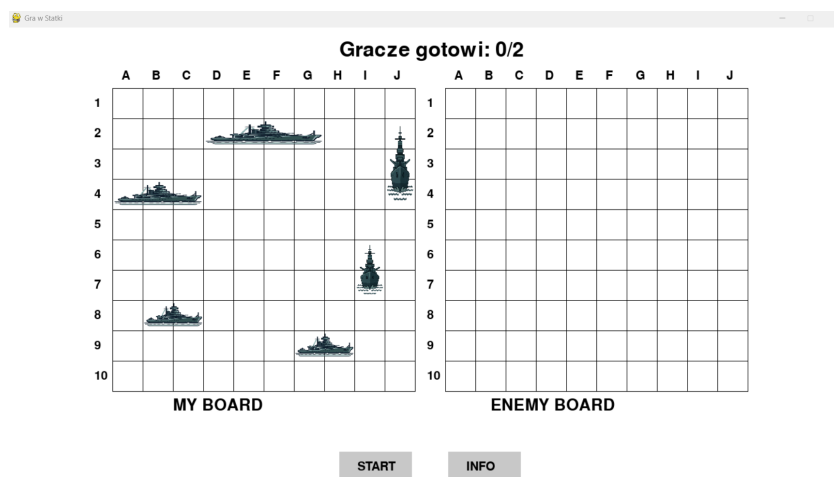 Gra w Statki
Gracze gotowi: 0/2
A B C D E F G H I J A B C D E F G H I J
1 1
2 2
3 3
4 4
5 5
6 6
7 7
8 8
9 9
10 10
MY BOARD ENEMY BOARD
START INFO